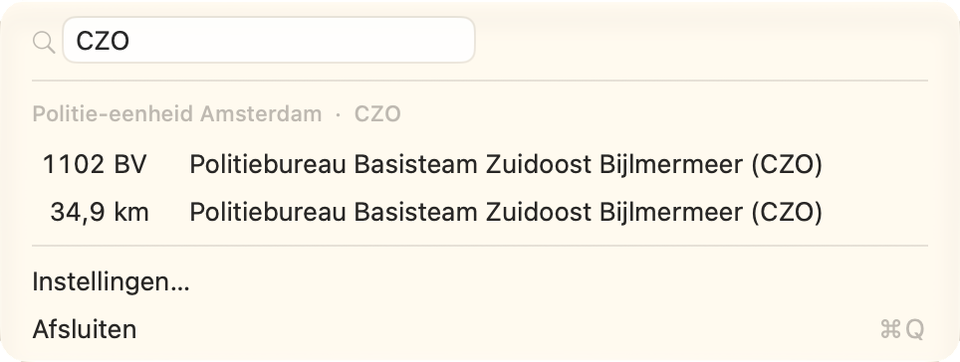 CZO
Politie-eenheid Amsterdam · CZO
1102 BV Politiebureau Basisteam Zuidoost Bijlmermeer (CZO)
34,9 km Politiebureau Basisteam Zuidoost Bijlmermeer (CZO)
Instellingen...
Afsluiten ⌘Q